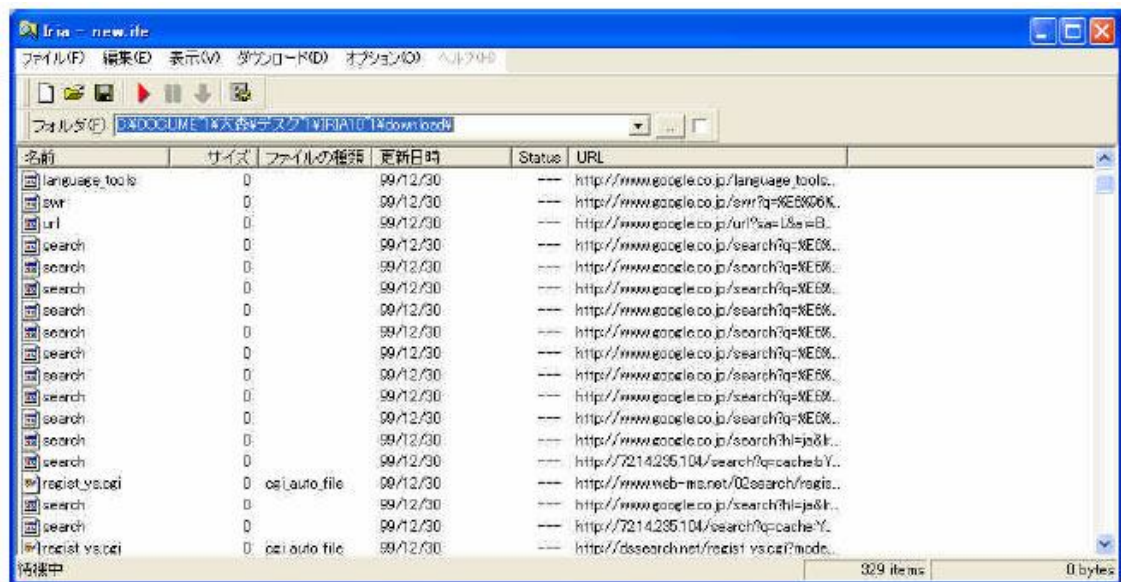 Iria - new.ife
ファイル(F) 編集(E) 表示(V) ダウンロード(D) オプション(O) ヘルプ(H)
フォルダ(F) D:¥DOCUME~1¥大森¥デスク~1¥IRIA10~1¥download¥ ...
名前 サイズ ファイルの種類 更新日時 Status URL
language_tools 0 99/12/30 --- http://www.google.co.jp/language_tools...
swr 0 99/12/30 --- http://www.google.co.jp/swr?q=%E6%96%...
url 0 99/12/30 --- http://www.google.co.jp/url?sa=L&ai=B...
search 0 99/12/30 --- http://www.google.co.jp/search?q=%E6%...
search 0 99/12/30 --- http://www.google.co.jp/search?q=%E6%...
search 0 99/12/30 --- http://www.google.co.jp/search?q=%E6%...
search 0 99/12/30 --- http://www.google.co.jp/search?q=%E6%...
search 0 99/12/30 --- http://www.google.co.jp/search?q=%E6%...
search 0 99/12/30 --- http://www.google.co.jp/search?q=%E6%...
search 0 99/12/30 --- http://www.google.co.jp/search?q=%E6%...
search 0 99/12/30 --- http://www.google.co.jp/search?q=%E6%...
search 0 99/12/30 --- http://www.google.co.jp/search?q=%E6%...
search 0 99/12/30 --- http://www.google.co.jp/search?hl=ja&lr...
search 0 99/12/30 --- http://72.14.235.104/search?q=cache:bY...
regist_ys.cgi 0 cgi_auto_file 99/12/30 --- http://www.web-ms.net/02search/regis...
search 0 99/12/30 --- http://www.google.co.jp/search?hl=ja&lr...
search 0 99/12/30 --- http://72.14.235.104/search?q=cache:Y...
regist_ys.cgi 0 cgi_auto_file 99/12/30 --- http://dssearch.net/regist_ys.cgi?mode...
待機中 329 items 0 bytes